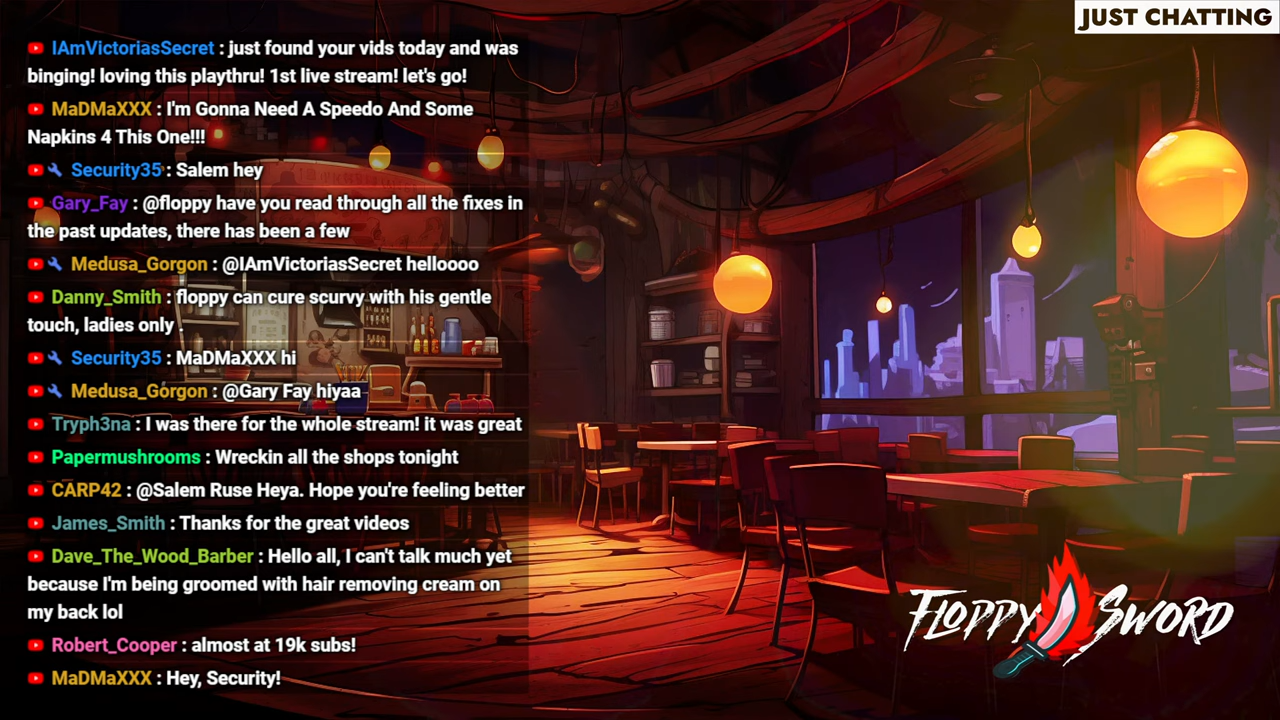 JUST CHATTING
IAmVictoriasSecret : just found your vids today and was
binging! loving this playthru! 1st live stream! let's go!
MaDMaXXX : I'm Gonna Need A Speedo And Some
Napkins 4 This One!!!
Security35 : Salem hey
Gary_Fay : @floppy have you read through all the fixes in
the past updates, there has been a few
Medusa_Gorgon : @IAmVictoriasSecret helloooo
Danny_Smith : floppy can cure scurvy with his gentle
touch, ladies only .
Security35 : MaDMaXXX hi
Medusa_Gorgon : @Gary Fay hiyaa
Tryph3na : I was there for the whole stream! it was great
Papermushrooms : Wreckin all the shops tonight
CARP42 : @Salem Ruse Heya. Hope you're feeling better
James_Smith : Thanks for the great videos
Dave_The_Wood_Barber : Hello all, I can't talk much yet
because I'm being groomed with hair removing cream on
my back lol
Robert_Cooper : almost at 19k subs!
MaDMaXXX : Hey, Security!
FLOPPY SWORD